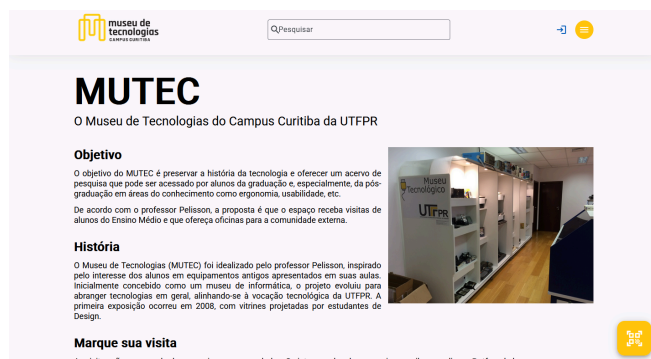 museu de
tecnologias
CAMPUS CURITIBA
Pesquisar
MUTEC
O Museu de Tecnologias do Campus Curitiba da UTFPR
Objetivo
O objetivo do MUTEC é preservar a história da tecnologia e oferecer um acervo de
pesquisa que pode ser acessado por alunos da graduação e, especialmente, da pós-
graduação em áreas do conhecimento como ergonomia, usabilidade, etc.
De acordo com o professor Pelisson, a proposta é que o espaço receba visitas de
alunos do Ensino Médio e que ofereça oficinas para a comunidade externa.
Museu
Tecnológico
UTFPR
História
O Museu de Tecnologias (MUTEC) foi idealizado pelo professor Pelisson, inspirado
pelo interesse dos alunos em equipamentos antigos apresentados em suas aulas.
Inicialmente concebido como um museu de informática, o projeto evoluiu para
abranger tecnologias em geral, alinhando-se à vocação tecnológica da UTFPR. A
primeira exposição ocorreu em 2008, com vitrines projetadas por estudantes de
Design.
Marque sua visita